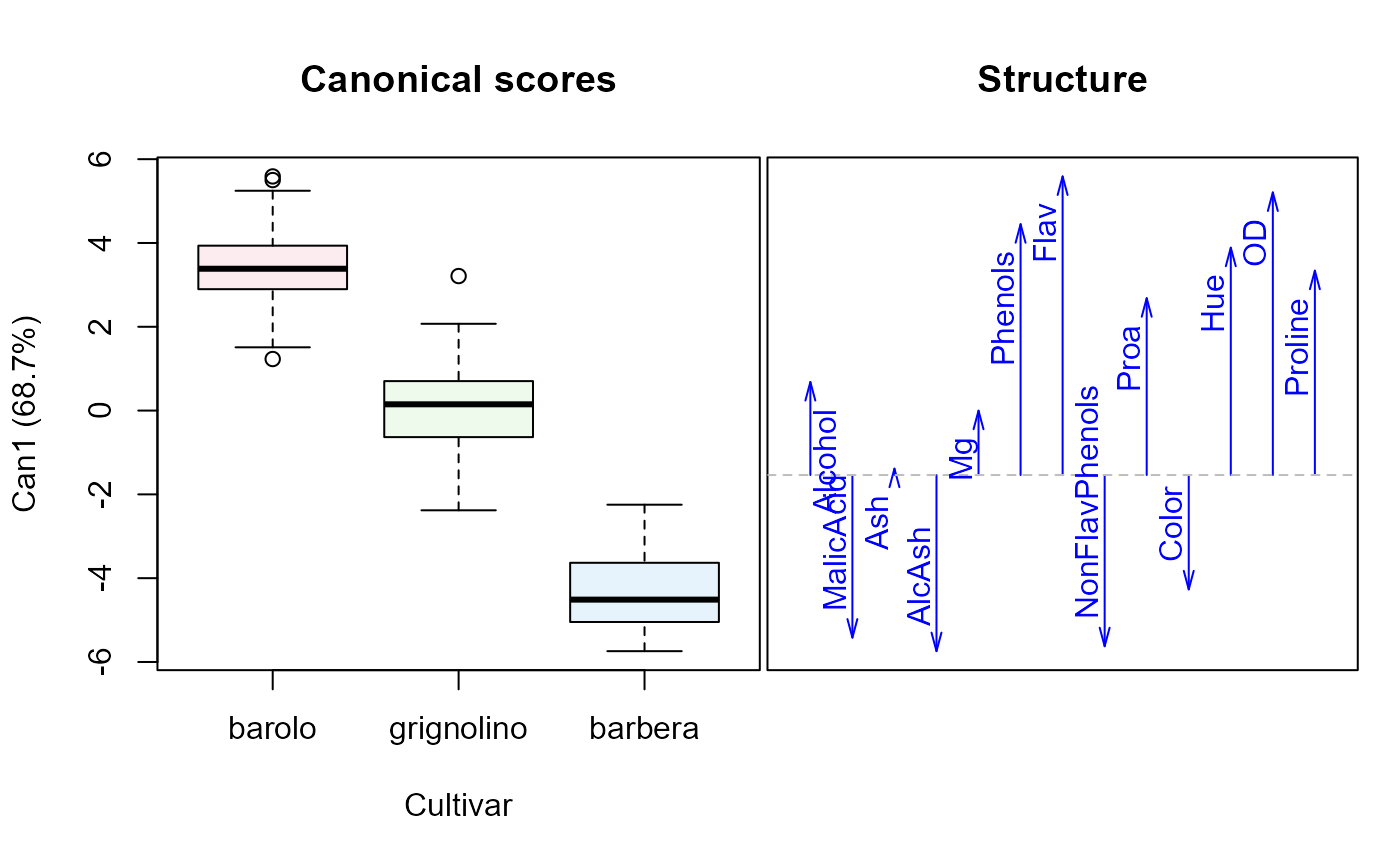 Canonical scores
Structure
Can1 (68.7%)
6
4
2
0
-2
-4
-6
barolo
grignolino
barbera
Cultivar
Alcohol
MalicAcid
Ash
AlcAsh
Mg
Phenols
Flav
NonFlavPhenols
Proa
Color
Hue
OD
Proline